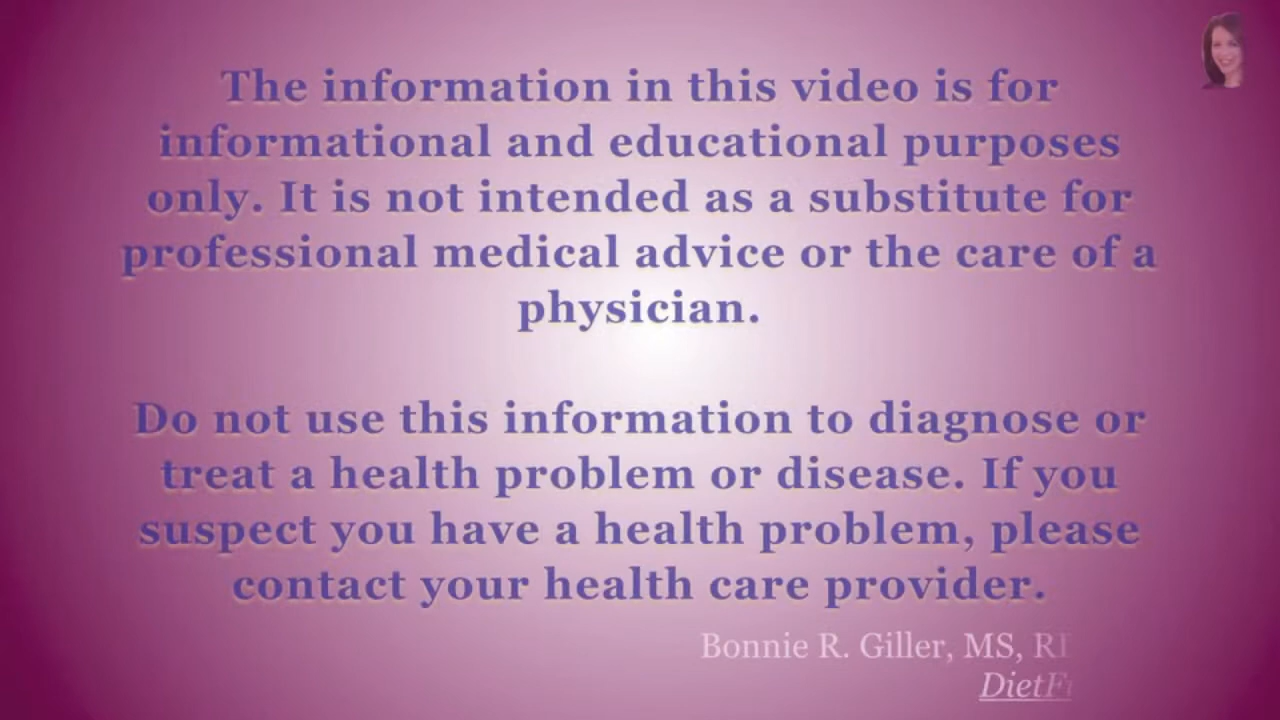 The information in this video is for
informational and educational purposes
only. It is not intended as a substitute for
professional medical advice or the care of a
physician.
Do not use this information to diagnose or
treat a health problem or disease. If you
suspect you have a health problem, please
contact your health care provider.
Bonnie R. Giller, MS,